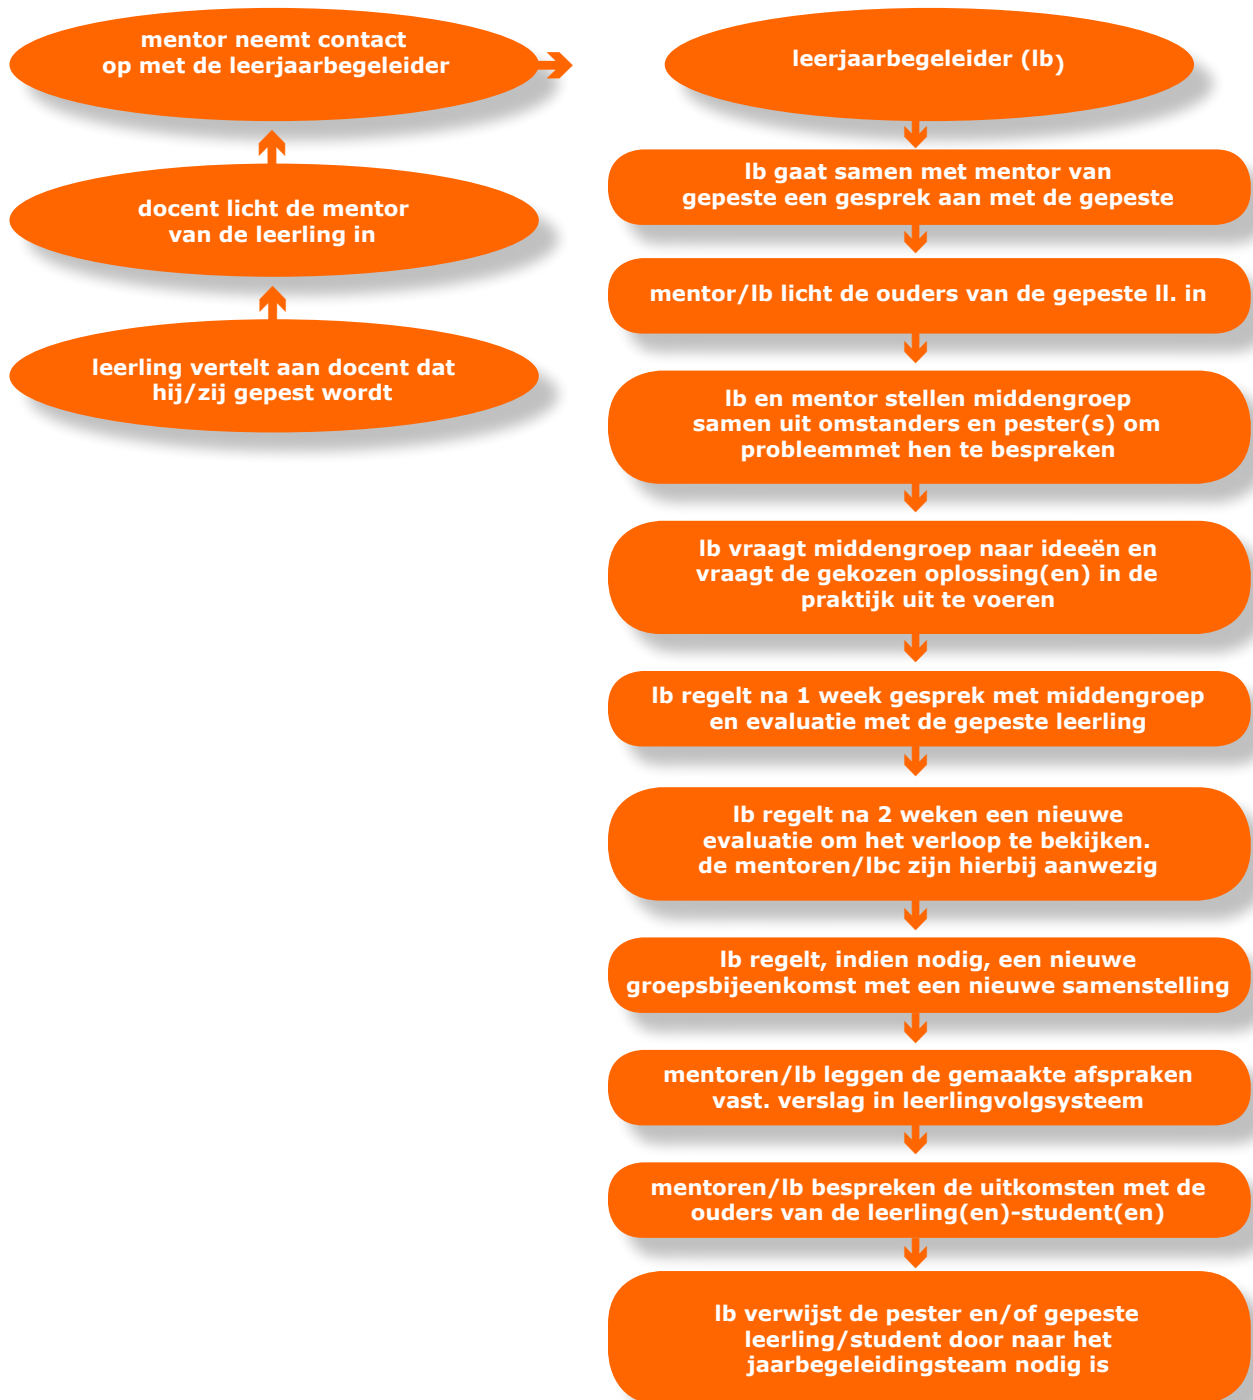 mentor neemt contact
op met de leerjaarbegeleider
docent licht de mentor
van de leerling in
leerling vertelt aan docent dat
hij/zij gepest wordt
leerjaarbegeleider (lb)
lb gaat samen met mentor van
gepeste een gesprek aan met de gepeste
mentor/lb licht de ouders van de gepeste ll. in
lb en mentor stellen middengroep
samen uit omstanders en pester(s) om
probleemmet hen te bespreken
lb vraagt middengroep naar ideeën en
vraagt de gekozen oplossing(en) in de
praktijk uit te voeren
lb regelt na 1 week gesprek met middengroep
en evaluatie met de gepeste leerling
lb regelt na 2 weken een nieuwe
evaluatie om het verloop te bekijken.
de mentoren/lbc zijn hierbij aanwezig
lb regelt, indien nodig, een nieuwe
groepsbijeenkomst met een nieuwe samenstelling
mentoren/lb leggen de gemaakte afspraken
vast. verslag in leerlingvolgsysteem
mentoren/lb bespreken de uitkomsten met de
ouders van de leerling(en)-student(en)
lb verwijst de pester en/of gepeste
leerling/student door naar het
jaarbegeleidingsteam nodig is